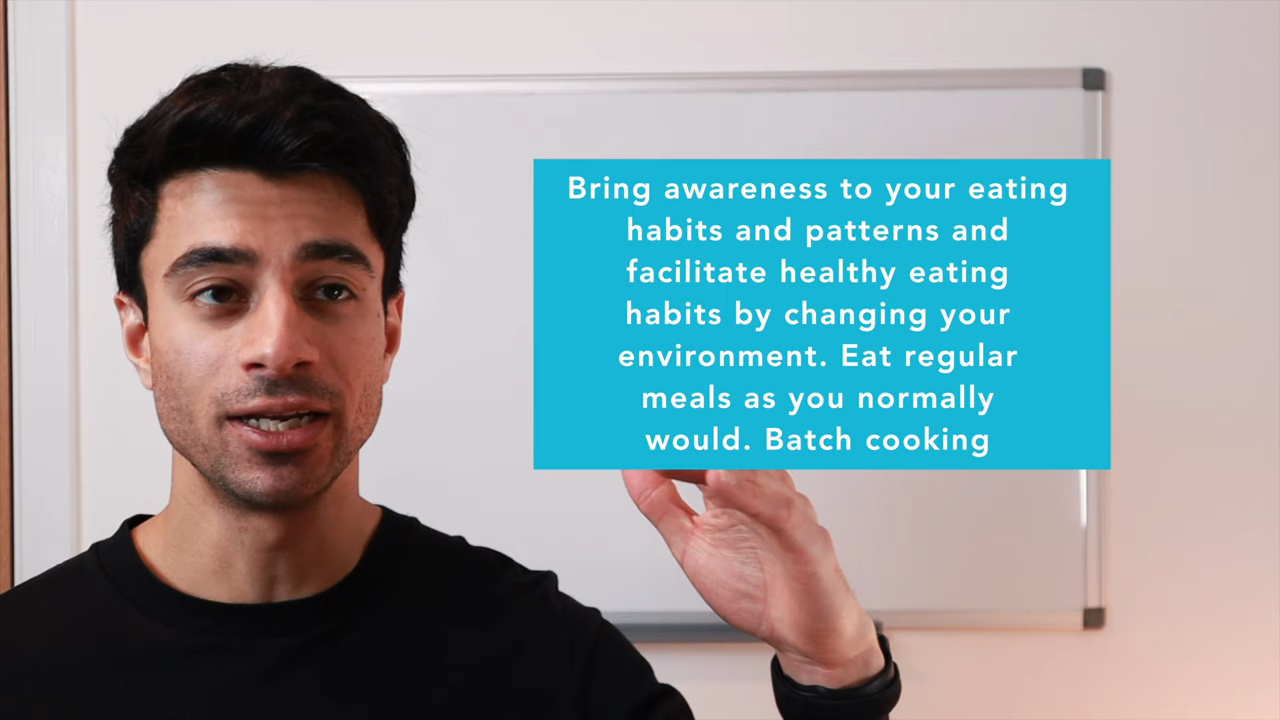 Bring awareness to your eating
habits and patterns and
facilitate healthy eating
habits by changing your
environment. Eat regular
meals as you normally
would. Batch cooking